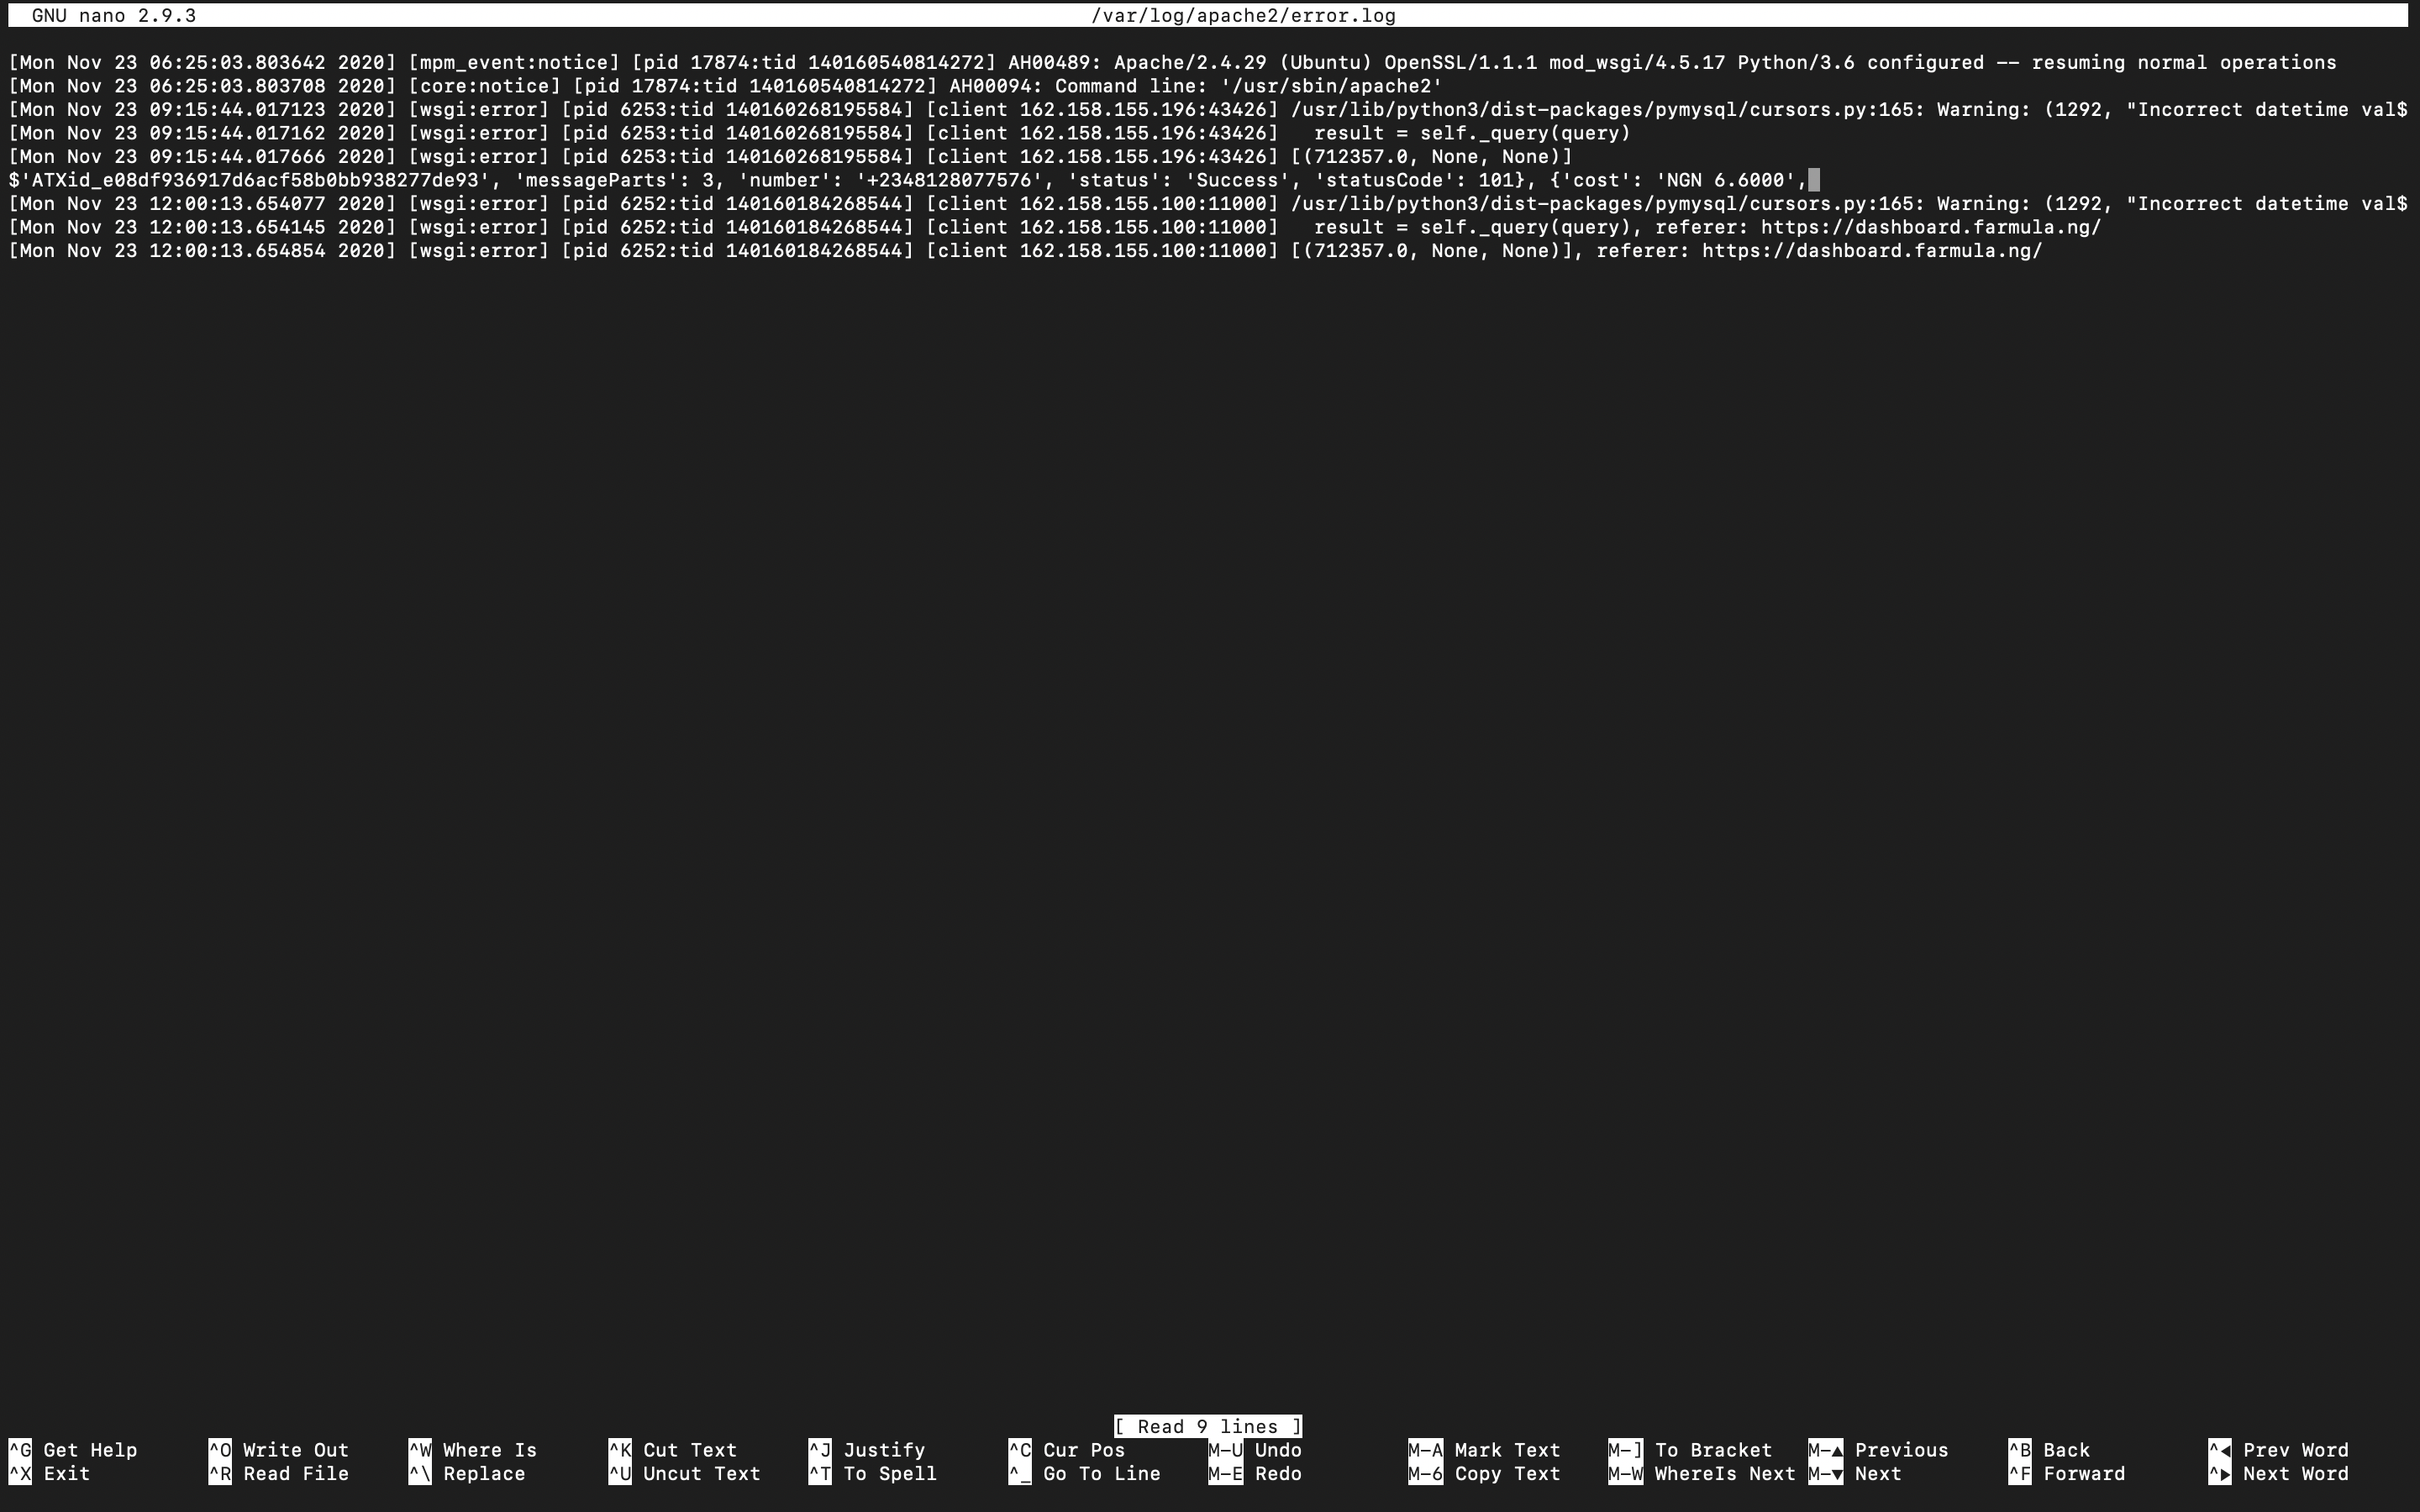 GNU nano 2.9.3 /var/log/apache2/error.log
[Mon Nov 23 06:25:03.803642 2020] [mpm_event:notice] [pid 17874:tid 140160540814272] AH00489: Apache/2.4.29 (Ubuntu) OpenSSL/1.1.1 mod_wsgi/4.5.17 Python/3.6 configured -- resuming normal operations
[Mon Nov 23 06:25:03.803708 2020] [core:notice] [pid 17874:tid 140160540814272] AH00094: Command line: '/usr/sbin/apache2'
[Mon Nov 23 09:15:44.017123 2020] [wsgi:error] [pid 6253:tid 140160268195584] [client 162.158.155.196:43426] /usr/lib/python3/dist-packages/pymysql/cursors.py:165: Warning: (1292, "Incorrect datetime val$
[Mon Nov 23 09:15:44.017162 2020] [wsgi:error] [pid 6253:tid 140160268195584] [client 162.158.155.196:43426]   result = self._query(query)
[Mon Nov 23 09:15:44.017666 2020] [wsgi:error] [pid 6253:tid 140160268195584] [client 162.158.155.196:43426] [(712357.0, None, None)]
$'ATXid_e08df936917d6acf58b0bb938277de93', 'messageParts': 3, 'number': '+2348128077576', 'status': 'Success', 'statusCode': 101}, {'cost': 'NGN 6.6000',
[Mon Nov 23 12:00:13.654077 2020] [wsgi:error] [pid 6252:tid 140160184268544] [client 162.158.155.100:11000] /usr/lib/python3/dist-packages/pymysql/cursors.py:165: Warning: (1292, "Incorrect datetime val$
[Mon Nov 23 12:00:13.654145 2020] [wsgi:error] [pid 6252:tid 140160184268544] [client 162.158.155.100:11000]   result = self._query(query), referer: https://dashboard.farmula.ng/
[Mon Nov 23 12:00:13.654854 2020] [wsgi:error] [pid 6252:tid 140160184268544] [client 162.158.155.100:11000] [(712357.0, None, None)], referer: https://dashboard.farmula.ng/
[ Read 9 lines ]
^G Get Help ^O Write Out ^W Where Is ^K Cut Text ^J Justify ^C Cur Pos M-U Undo M-A Mark Text M-] To Bracket M-▲ Previous ^B Back ^◀ Prev Word
^X Exit ^R Read File ^\ Replace ^U Uncut Text ^T To Spell ^_ Go To Line M-E Redo M-6 Copy Text M-W WhereIs Next M-▼ Next ^F Forward ^▶ Next Word